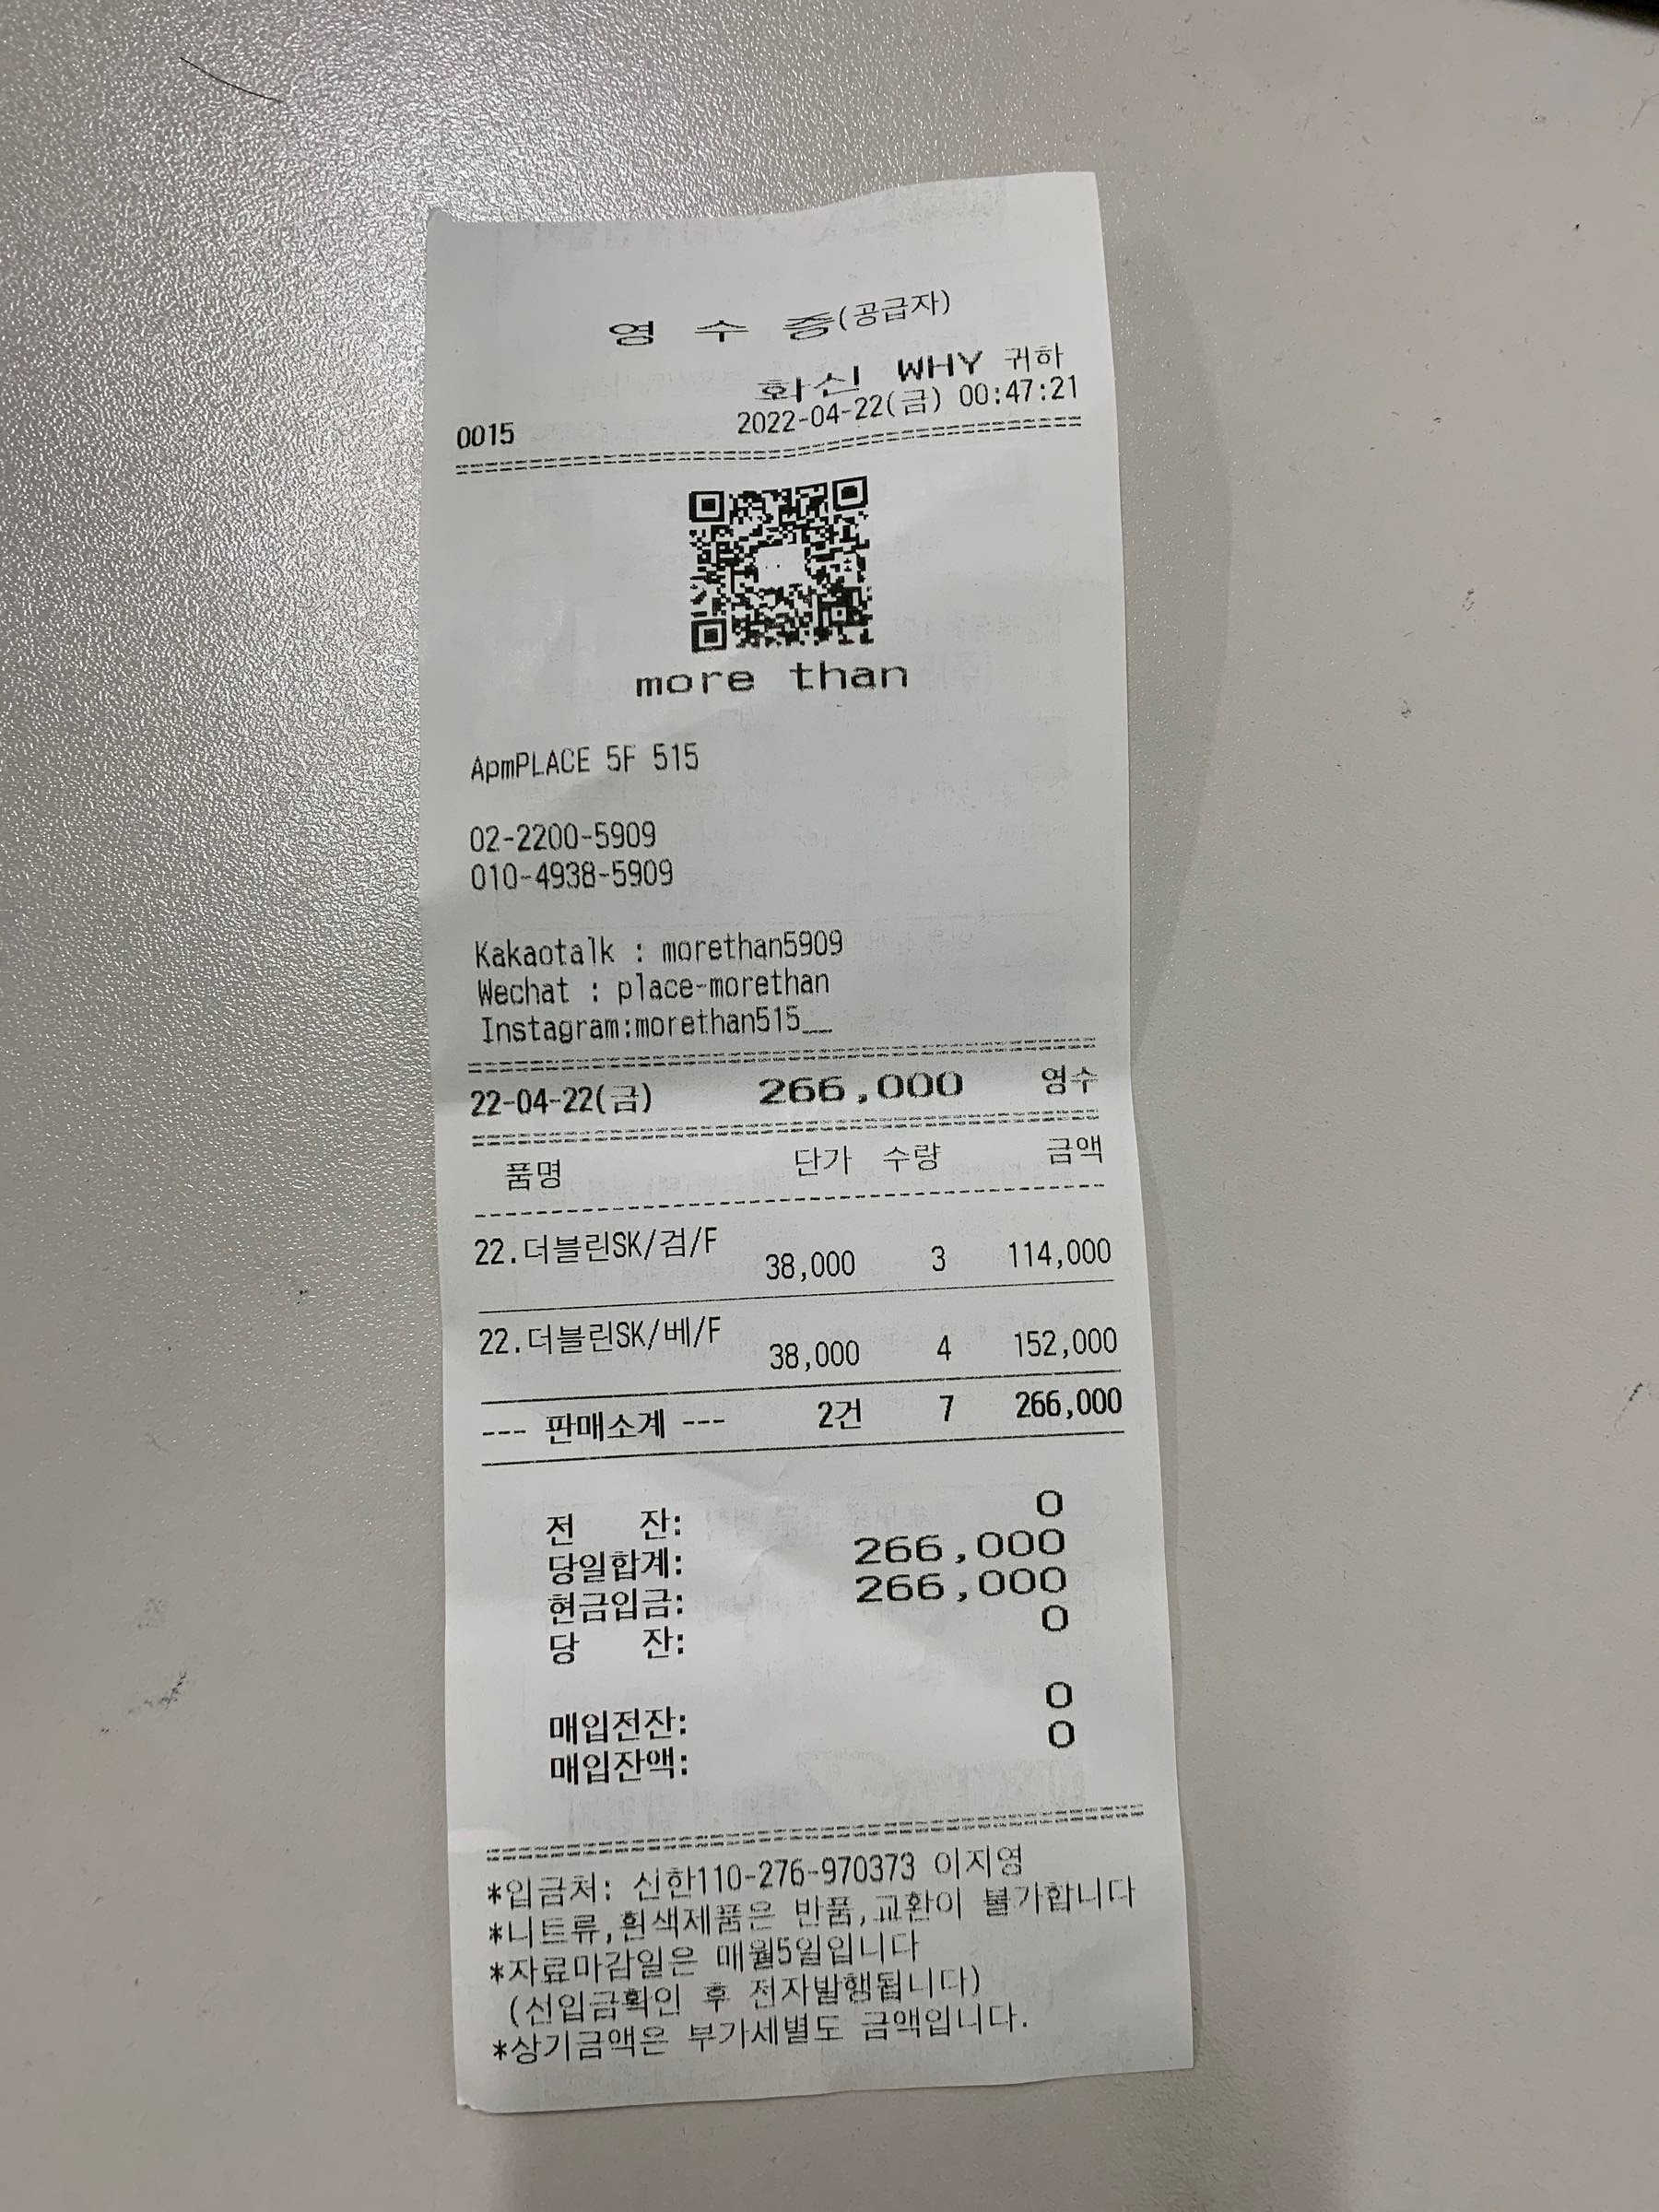 영 수 증(공급자)
화신 WHY 귀하
0015 2022-04-22(금) 00:47:21
more than
ApmPLACE 5F 515
02-2200-5909
010-4938-5909
Kakaotalk : morethan5909
Wechat : place-morethan
Instagram:morethan515__
22-04-22(금) 266,000 영수
품명 단가 수량 금액
22.더블린SK/검/F 38,000 3 114,000
22.더블린SK/베/F 38,000 4 152,000
--- 판매소계 --- 2건 7 266,000
전 잔: 0
당일합계: 266,000
현금입금: 266,000
당 잔: 0
매입전잔: 0
매입잔액: 0
*입금처: 신한110-276-970373 이지영
*니트류,흰색제품은 반품,교환이 불가합니다
*자료마감일은 매월5일입니다
(선입금확인 후 전자발행됩니다)
*상기금액은 부가세별도 금액입니다.